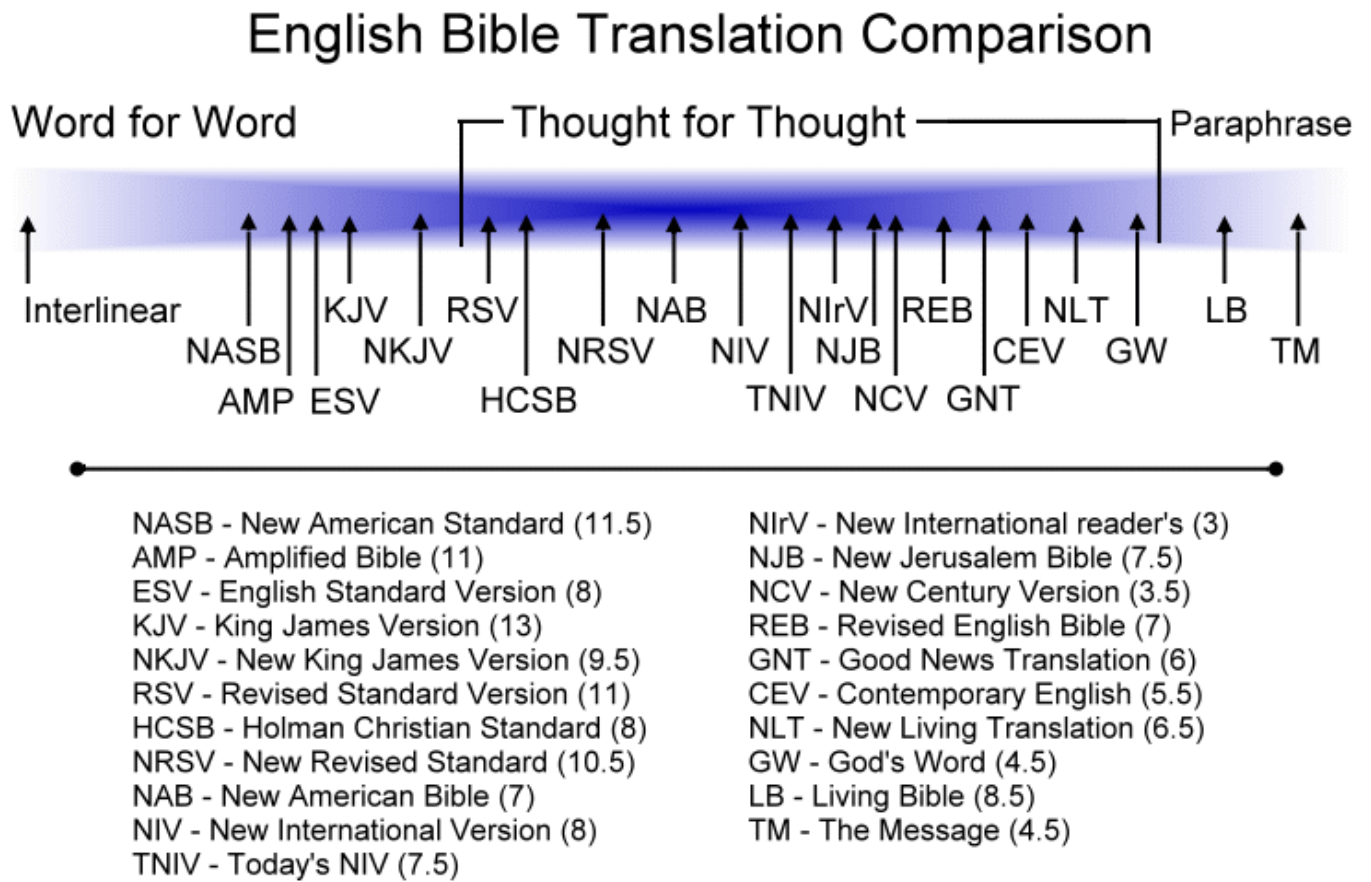 English Bible Translation Comparison
Word for Word Thought for Thought Paraphrase
Interlinear KJV RSV NAB NIrV REB NLT LB
NASB NKJV NRSV NIV NJB CEV GW TM
AMP ESV HCSB TNIV NCV GNT
NASB - New American Standard (11.5)
AMP - Amplified Bible (11)
ESV - English Standard Version (8)
KJV - King James Version (13)
NKJV - New King James Version (9.5)
RSV - Revised Standard Version (11)
HCSB - Holman Christian Standard (8)
NRSV - New Revised Standard (10.5)
NAB - New American Bible (7)
NIV - New International Version (8)
TNIV - Today's NIV (7.5)
NIrV - New International reader's (3)
NJB - New Jerusalem Bible (7.5)
NCV - New Century Version (3.5)
REB - Revised English Bible (7)
GNT - Good News Translation (6)
CEV - Contemporary English (5.5)
NLT - New Living Translation (6.5)
GW - God's Word (4.5)
LB - Living Bible (8.5)
TM - The Message (4.5)